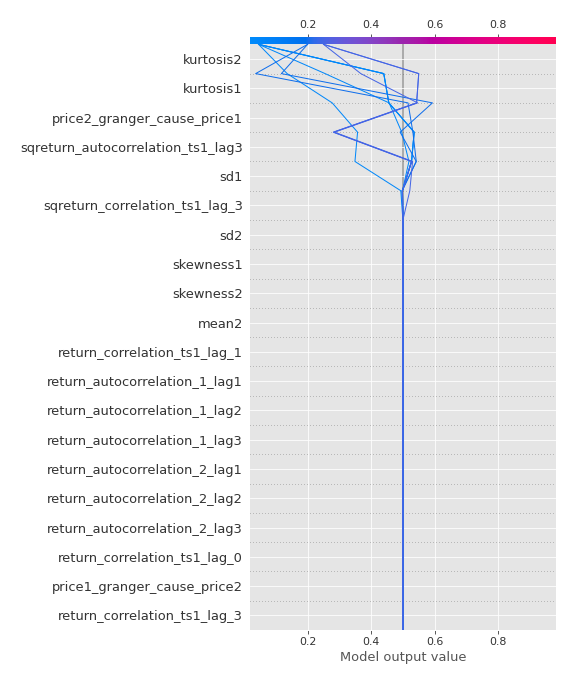 0.2 0.4 0.6 0.8
kurtosis2
kurtosis1
price2_granger_cause_price1
sqreturn_autocorrelation_ts1_lag3
sd1
sqreturn_correlation_ts1_lag_3
sd2
skewness1
skewness2
mean2
return_correlation_ts1_lag_1
return_autocorrelation_1_lag1
return_autocorrelation_1_lag2
return_autocorrelation_1_lag3
return_autocorrelation_2_lag1
return_autocorrelation_2_lag2
return_autocorrelation_2_lag3
return_correlation_ts1_lag_0
price1_granger_cause_price2
return_correlation_ts1_lag_3
0.2 0.4 0.6 0.8
Model output value